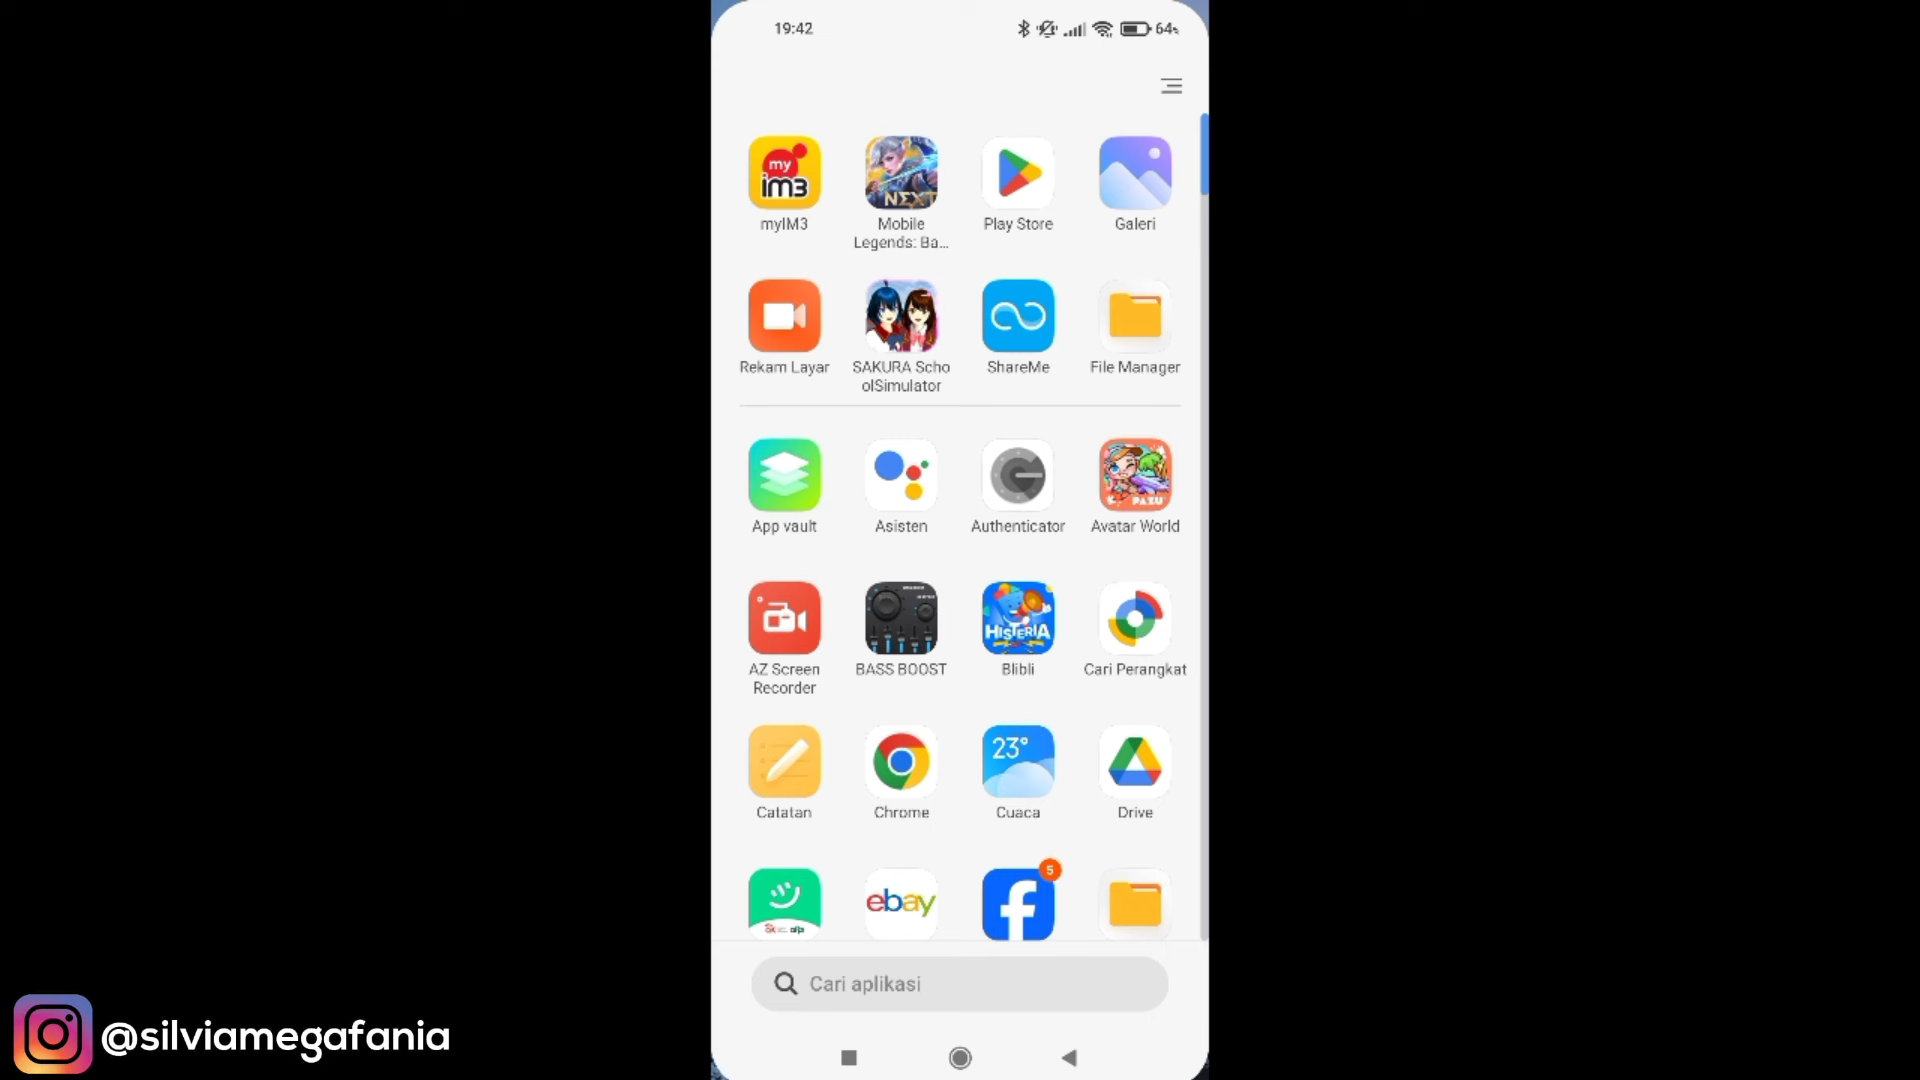 19:42
64%
my
im3
NEXT
myIM3
Mobile
Legends: Ba...
Play Store
Galeri
Rekam Layar
SAKURA Scho
olSimulator
ShareMe
File Manager
PAZU
App vault
Asisten
Authenticator
Avatar World
HISTERIA
AZ Screen
Recorder
BASS BOOST
Blibli
Cari Perangkat
23°
Catatan
Chrome
Cuaca
Drive
5
ebay
Cari aplikasi
@silviamegafania